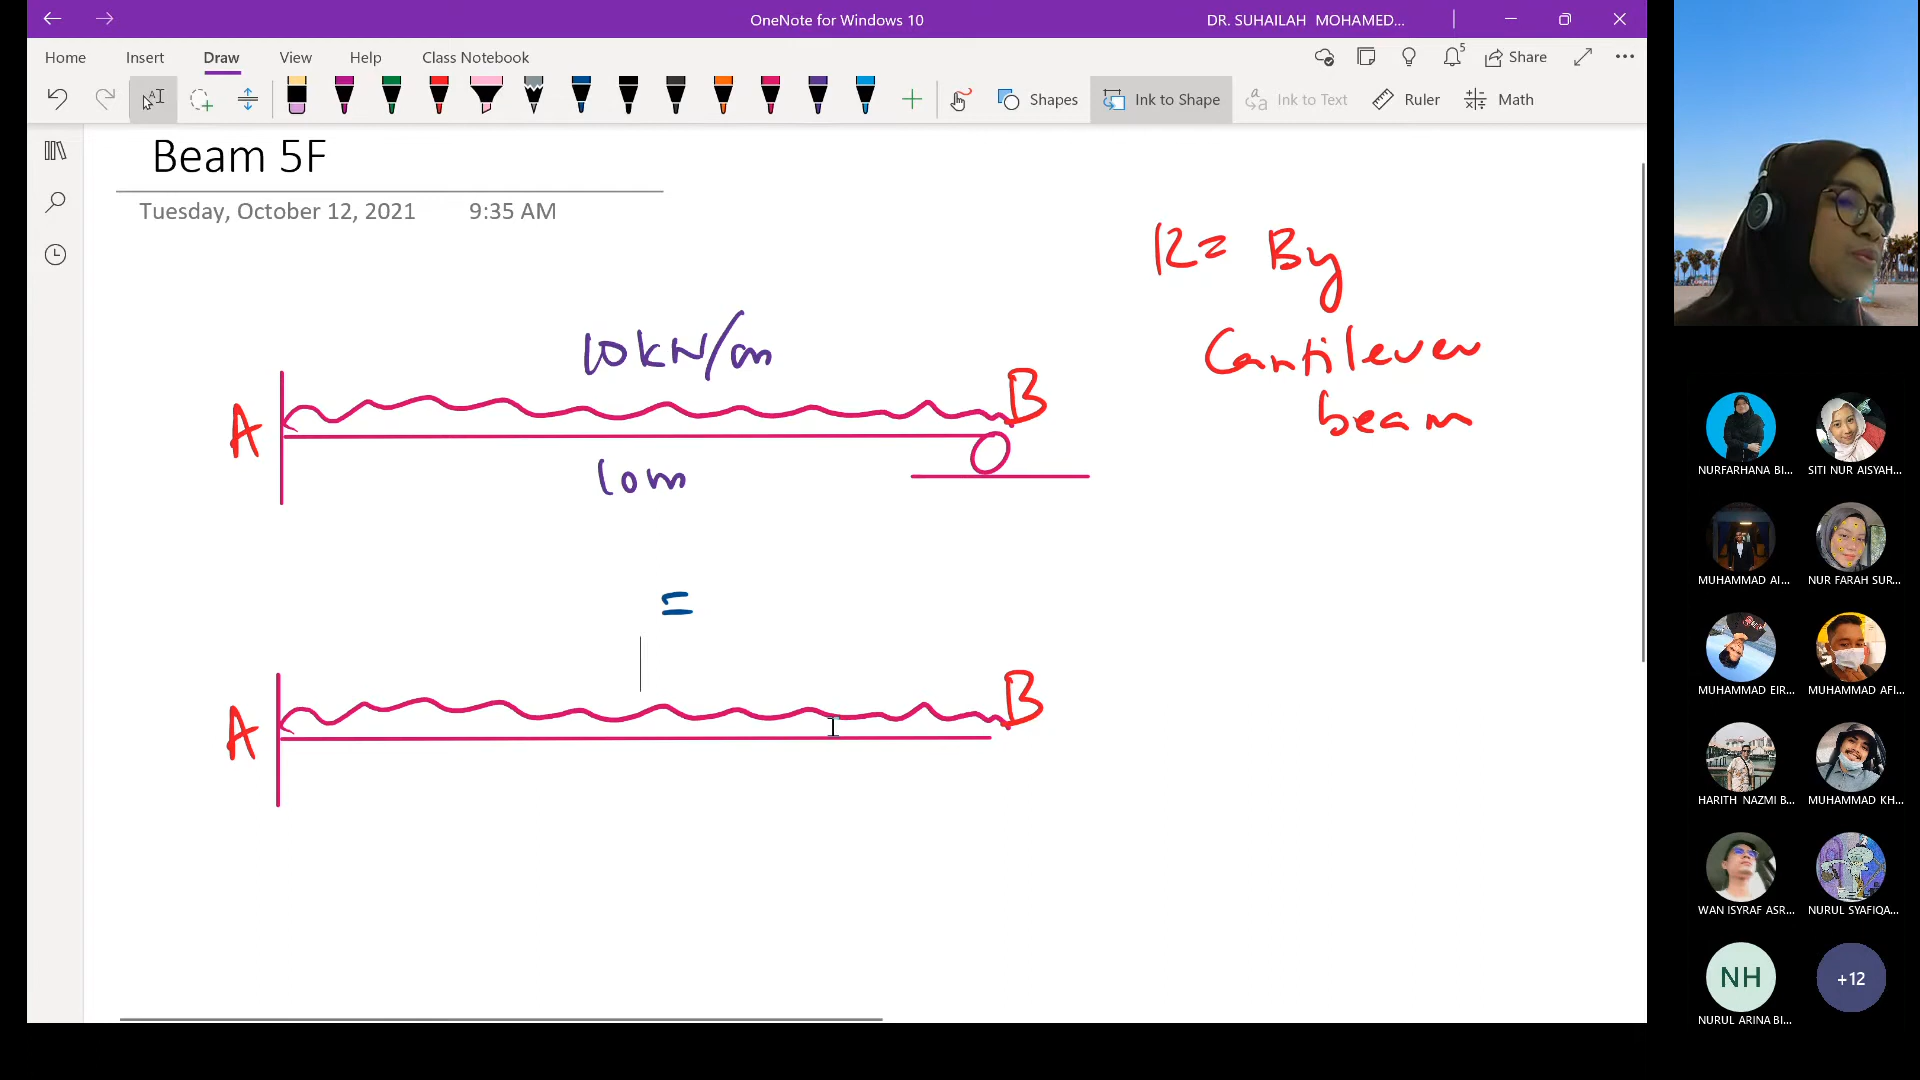 OneNote for Windows 10
DR. SUHAILAH MOHAMED...
Home
Insert
Draw
View
Help
Class Notebook
5
Share
Shapes
Ink to Shape
Ink to Text
Ruler
Math
Beam 5F
Tuesday, October 12, 2021
9:35 AM
R = By
Cantilever
beam
10 kN/m
A
B
10m
=
A
B
NURFARHANA BI...
SITI NUR AISYAH...
MUHAMMAD AI...
NUR FARAH SUR...
MUHAMMAD EIR...
MUHAMMAD AFI...
HARITH NAZMI B...
MUHAMMAD KH...
WAN ISYRAF ASR...
NURUL SYAFIQA...
NH
+12
NURUL ARINA BI...